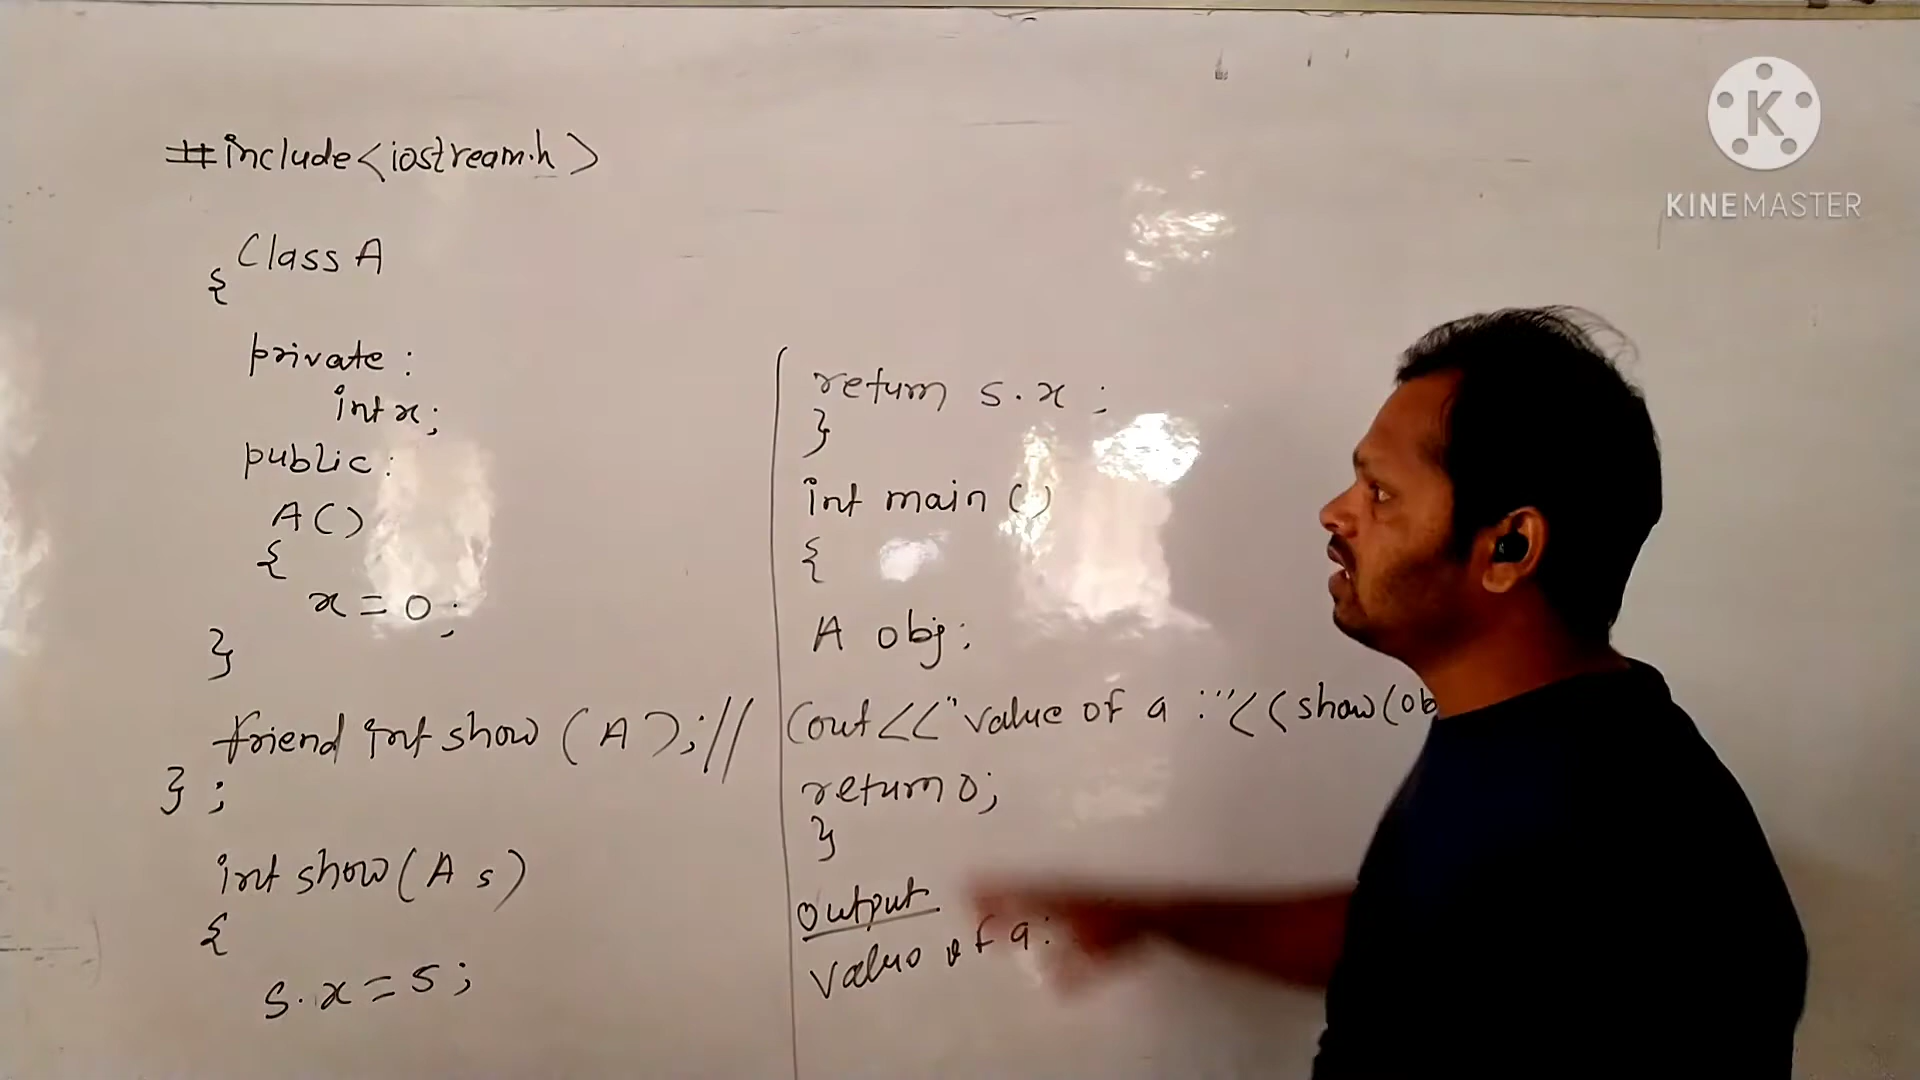 #include<iostream.h>
Class A
{
private:
int x;
public:
A()
{
x=0;
}
friend int show(A);//
};
int show(A s)
{
s.x=5;
return s.x;
}
int main()
{
A obj;
Cout<<"value of a :"<<show(ob
return 0;
}
output
value of a:
KINEMASTER